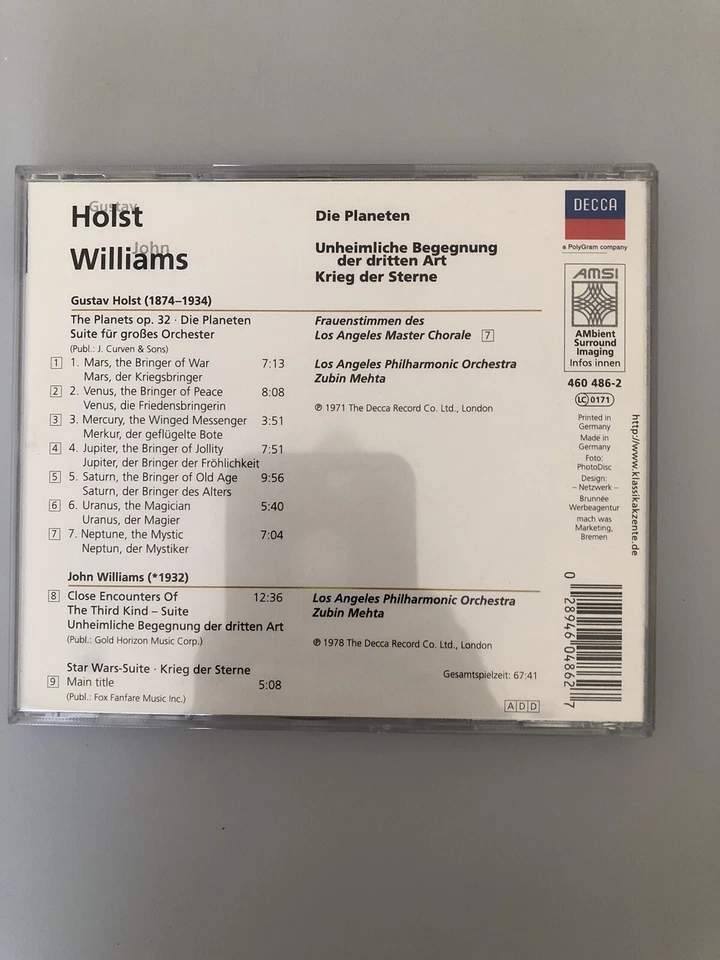 Gustav
Holst
John
Williams
Die Planeten
Unheimliche Begegnung
der dritten Art
Krieg der Sterne
Gustav Holst (1874–1934)
The Planets op. 32 · Die Planeten
Suite für großes Orchester
(Publ.: J. Curven & Sons)
1 1. Mars, the Bringer of War 7:13
Mars, der Kriegsbringer
2 2. Venus, the Bringer of Peace 8:08
Venus, die Friedensbringerin
3 3. Mercury, the Winged Messenger 3:51
Merkur, der geflügelte Bote
4 4. Jupiter, the Bringer of Jollity 7:51
Jupiter, der Bringer der Fröhlichkeit
5 5. Saturn, the Bringer of Old Age 9:56
Saturn, der Bringer des Alters
6 6. Uranus, the Magician 5:40
Uranus, der Magier
7 7. Neptune, the Mystic 7:04
Neptun, der Mystiker
Frauenstimmen des
Los Angeles Master Chorale 7
Los Angeles Philharmonic Orchestra
Zubin Mehta
℗ 1971 The Decca Record Co. Ltd., London
John Williams (*1932)
8 Close Encounters Of 12:36
The Third Kind – Suite
Unheimliche Begegnung der dritten Art
(Publ.: Gold Horizon Music Corp.)
Star Wars-Suite · Krieg der Sterne
9 Main title 5:08
(Publ.: Fox Fanfare Music Inc.)
Los Angeles Philharmonic Orchestra
Zubin Mehta
℗ 1978 The Decca Record Co. Ltd., London
Gesamtspielzeit: 67:41
ADD
DECCA
a PolyGram company
AMSI
AMbient
Surround
Imaging
Infos innen
460 486-2
LC 0171
Printed in
Germany
Made in
Germany
Foto:
PhotoDisc
Design:
– Netzwerk –
Brunnée
Werbeagentur
mach was
Marketing,
Bremen
http://www.klassikakzente.de
0 28946 04862 7